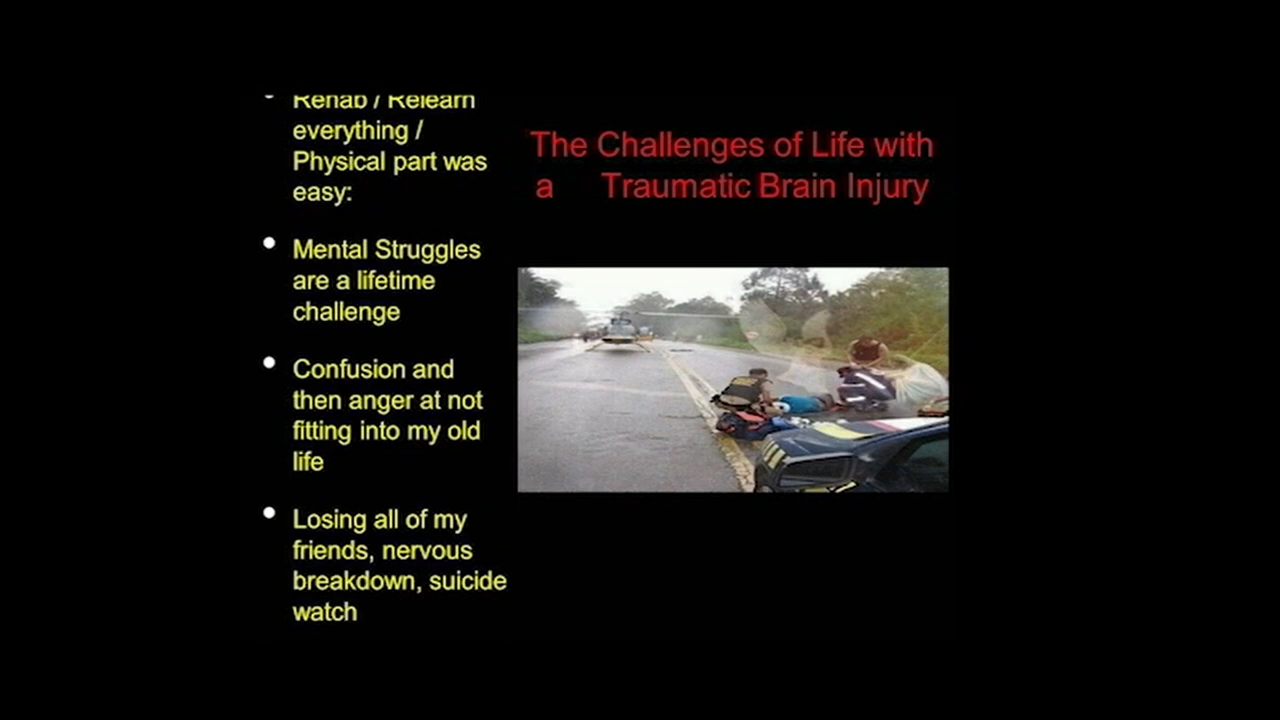 Rehab / Relearn
everything /
Physical part was
easy:
Mental Struggles
are a lifetime
challenge
Confusion and
then anger at not
fitting into my old
life
Losing all of my
friends, nervous
breakdown, suicide
watch
The Challenges of Life with
a Traumatic Brain Injury